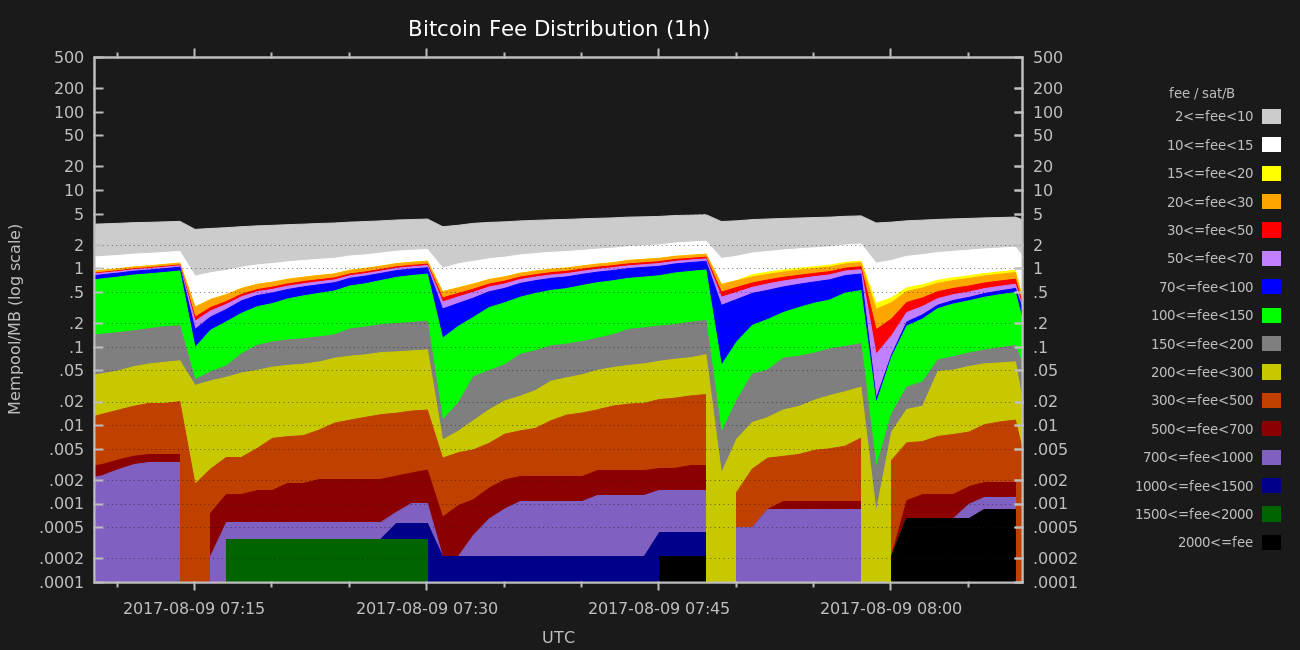 Bitcoin Fee Distribution (1h)
500
200
100
50
20
10
5
2
1
.5
.2
.1
.05
.02
.01
.005
.002
.001
.0005
.0002
.0001
Mempool/MB (log scale)
500
200
100
50
20
10
5
2
1
.5
.2
.1
.05
.02
.01
.005
.002
.001
.0005
.0002
.0001
2017-08-09 07:15
2017-08-09 07:30
2017-08-09 07:45
2017-08-09 08:00
UTC
fee / sat/B
2<=fee<10
10<=fee<15
15<=fee<20
20<=fee<30
30<=fee<50
50<=fee<70
70<=fee<100
100<=fee<150
150<=fee<200
200<=fee<300
300<=fee<500
500<=fee<700
700<=fee<1000
1000<=fee<1500
1500<=fee<2000
2000<=fee